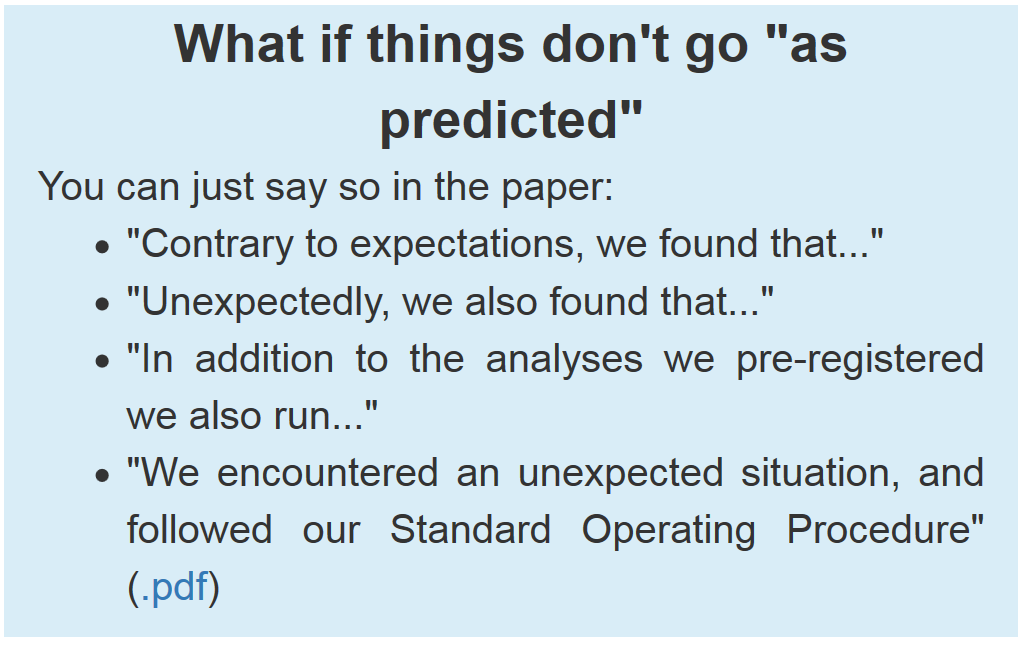 What if things don't go "as
predicted"
You can just say so in the paper:
• "Contrary to expectations, we found that..."
• "Unexpectedly, we also found that..."
• "In addition to the analyses we pre-registered
we also run..."
• "We encountered an unexpected situation, and
followed our Standard Operating Procedure"
(.pdf)